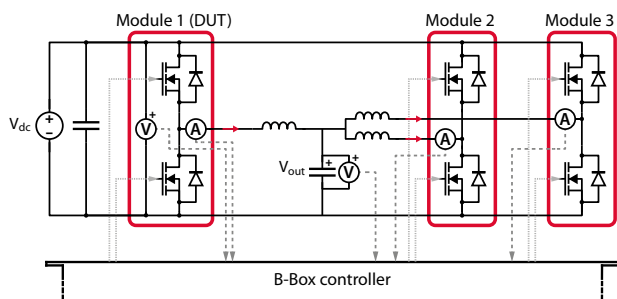 Module 1 (DUT)
Module 2
Module 3
Vdc
+
−
+
V
A
A
A
Vout
+
+
V
B-Box controller